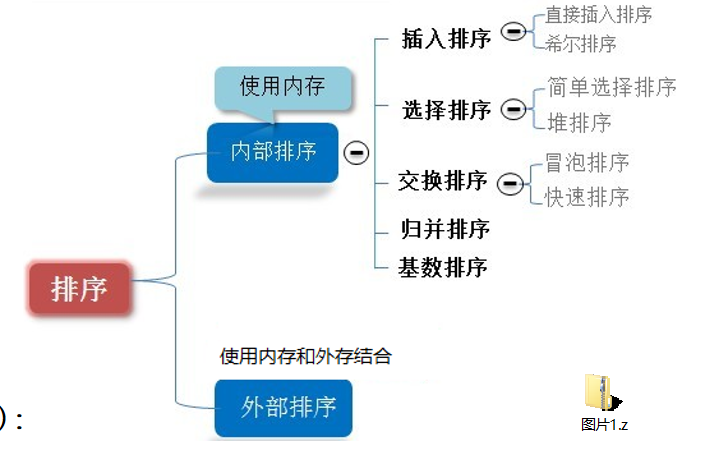 直接插入排序
插入排序
希尔排序
使用内存
简单选择排序
选择排序
堆排序
内部排序
冒泡排序
交换排序
快速排序
归并排序
基数排序
排序
使用内存和外存结合
外部排序
):
图片1.z